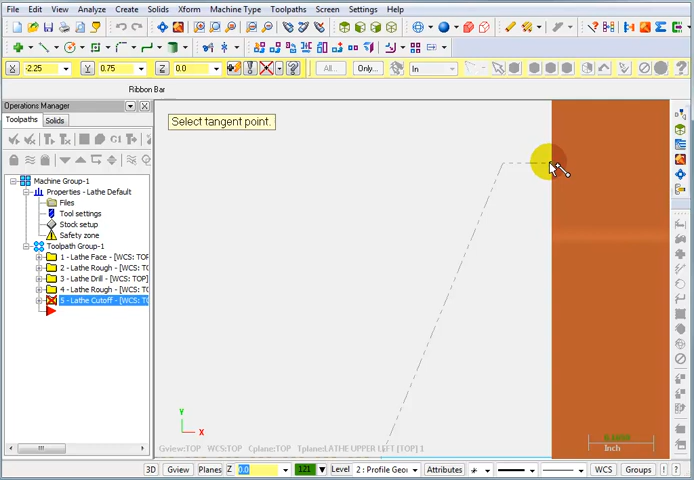 File Edit View Analyze Create Solids Xform Machine Type Toolpaths Screen Settings Help
X -2.25 Y 0.75 Z 0.0 All... Only... In
Ribbon Bar
Operations Manager
Select tangent point.
Toolpaths Solids
G1
Machine Group-1
Properties - Lathe Default
Files
Tool settings
Stock setup
Safety zone
Toolpath Group-1
1 - Lathe Face - [WCS: TOP
2 - Lathe Rough - [WCS: T
3 - Lathe Drill - [WCS: TOP]
4 - Lathe Rough - [WCS: T
5 - Lathe Cutoff - [WCS: T
Y
X
Inch
Gview:TOP WCS:TOP Cplane:TOP Tplane:LATHE UPPER LEFT [TOP] 1
3D Gview Planes Z 0.0 121 Level 2 : Profile Geo Attributes WCS Groups ! ?